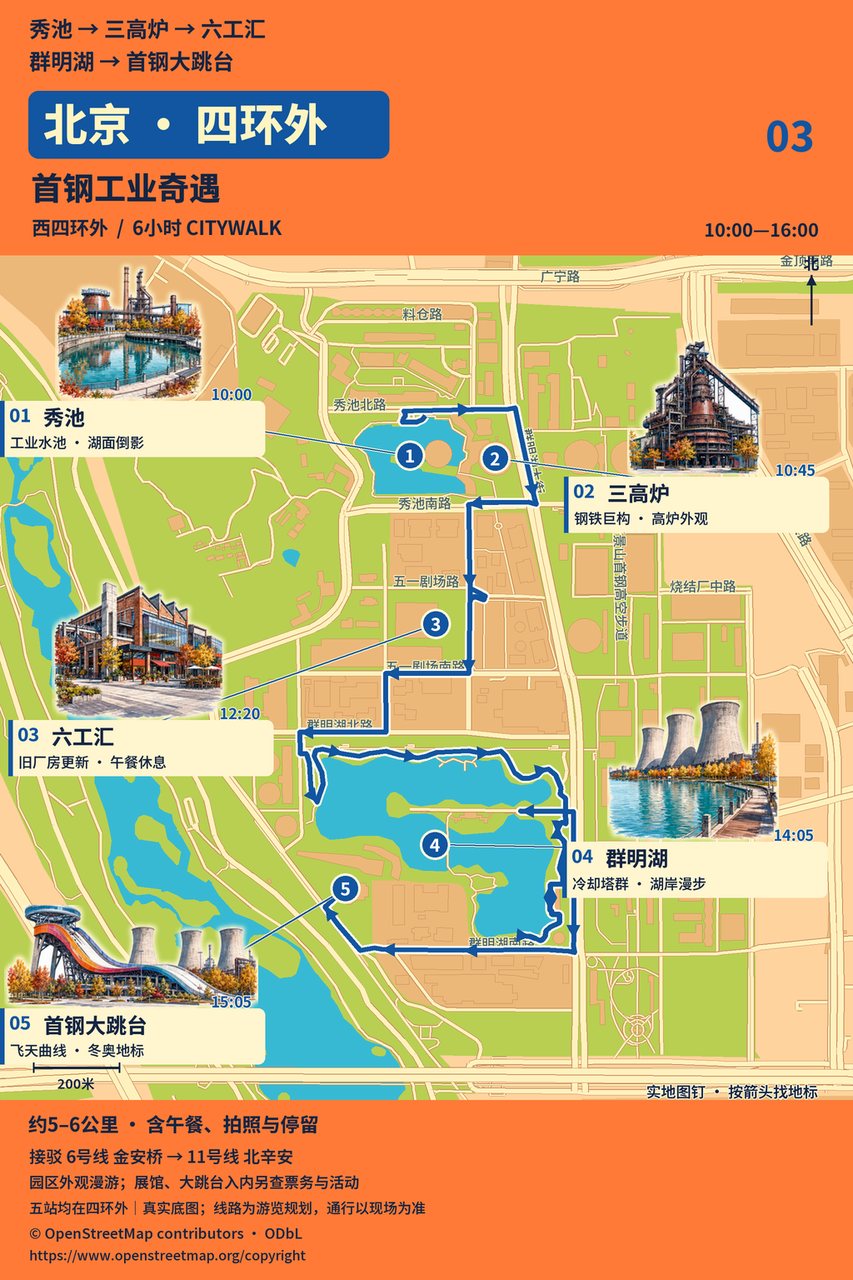 秀池 → 三高炉 → 六工汇
群明湖 → 首钢大跳台
北京 · 四环外
03
首钢工业奇遇
西四环外 / 6小时 CITYWALK
10:00—16:00
北
广宁路
料仓路
10:00
01 秀池
工业水池 · 湖面倒影
秀池北路
1
2
10:45
02 三高炉
钢铁巨构 · 高炉外观
秀池南路
路
五一剧场路
烧结厂中路
景山首钢高空步道
3
五一剧场南路
12:20
03 六工汇
旧厂房更新 · 午餐休息
群明湖北路
14:05
4
04 群明湖
冷却塔群 · 湖岸漫步
5
群明湖南路
15:05
05 首钢大跳台
飞天曲线 · 冬奥地标
200米
实地图钉 · 按箭头找地标
约5–6公里 · 含午餐、拍照与停留
接驳 6号线 金安桥 → 11号线 北辛安
园区外观漫游；展馆、大跳台入内另查票务与活动
五站均在四环外｜真实底图；线路为游览规划，通行以现场为准
© OpenStreetMap contributors · ODbL
https://www.openstreetmap.org/copyright